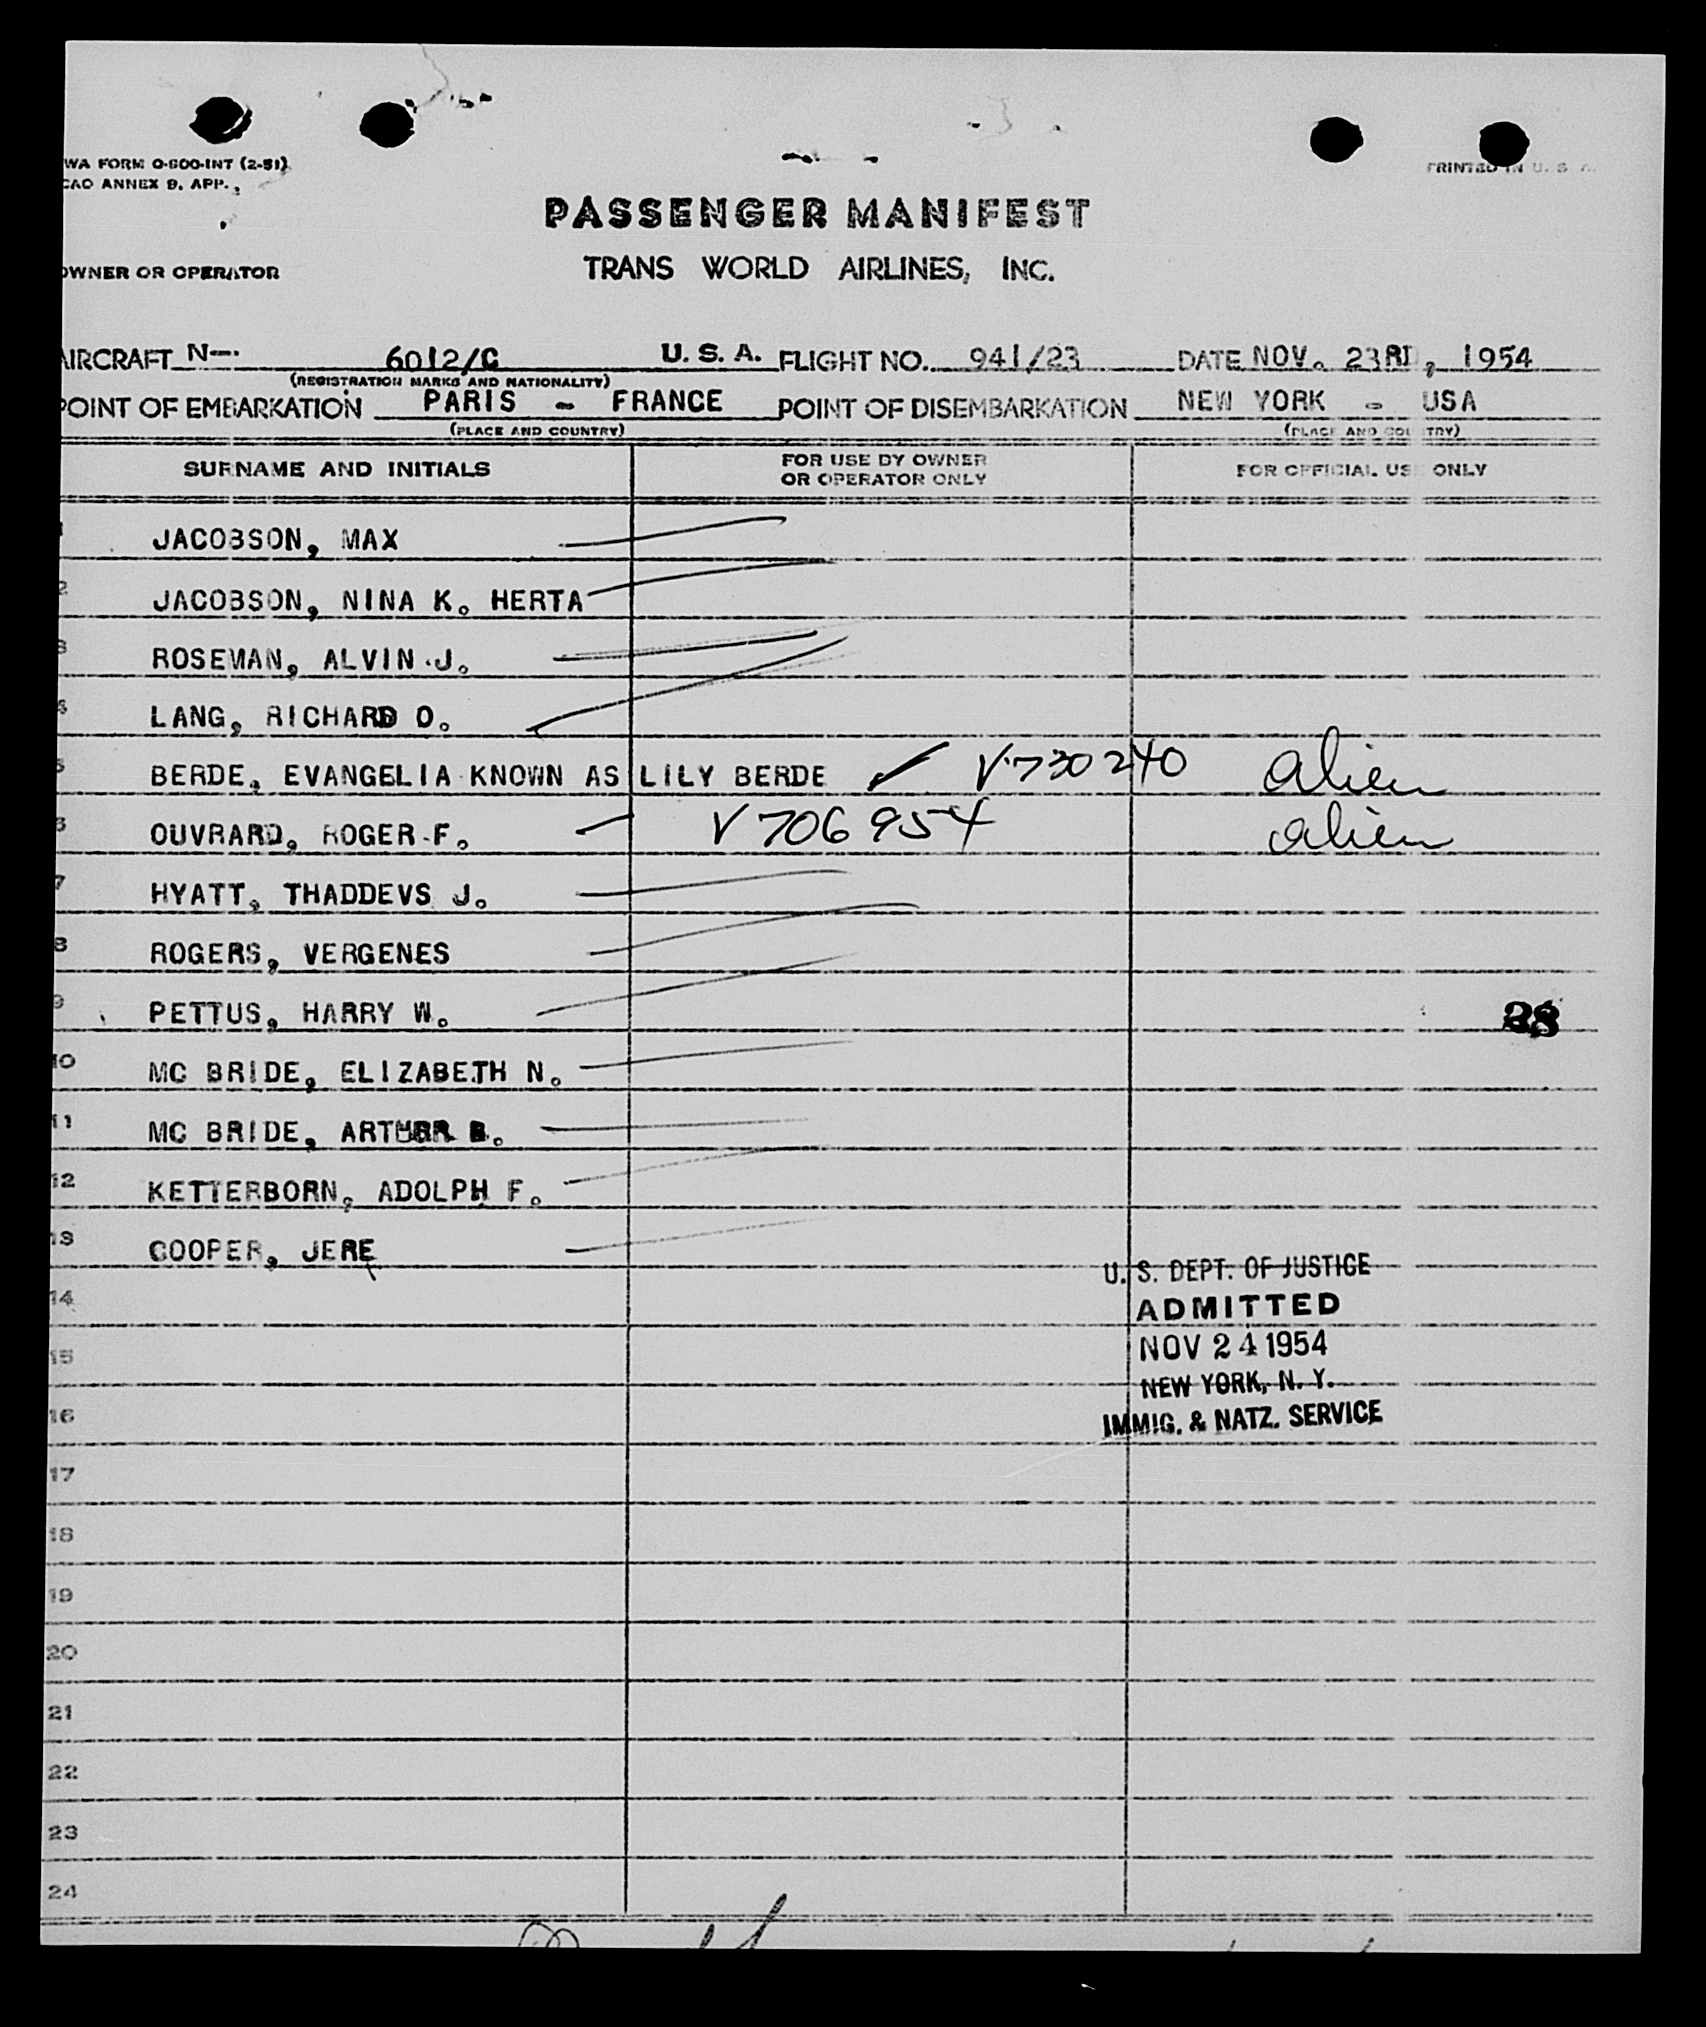 WA FORM O-800-INT (2-51)
CAO ANNEX 9, APP.,
PRINTED IN U. S. A.
PASSENGER MANIFEST
OWNER OR OPERATOR TRANS WORLD AIRLINES, INC.
AIRCRAFT N—. 6012/C U. S. A. FLIGHT NO. 941/23 DATE NOV. 23RD, 1954
(REGISTRATION MARKS AND NATIONALITY)
POINT OF EMBARKATION PARIS - FRANCE POINT OF DISEMBARKATION NEW YORK - USA
(PLACE AND COUNTRY) (PLACE AND COUNTRY)
SURNAME AND INITIALS FOR USE BY OWNER OR OPERATOR ONLY FOR OFFICIAL USE ONLY
1 JACOBSON, MAX
2 JACOBSON, NINA K. HERTA
3 ROSEMAN, ALVIN J.
4 LANG, RICHARD O.
5 BERDE, EVANGELIA KNOWN AS LILY BERDE ✓ V730240 alien
6 OUVRARD, ROGER F. V706954 alien
7 HYATT, THADDEVS J.
8 ROGERS, VERGENES
9 PETTUS, HARRY W.
10 MC BRIDE, ELIZABETH N.
11 MC BRIDE, ARTHUR B.
12 KETTERBORN, ADOLPH F.
13 COOPER, JERE
U. S. DEPT. OF JUSTICE
14
ADMITTED
15 NOV 24 1954
NEW YORK, N. Y.
16 IMMIG. & NATZ. SERVICE
17
18
19
20
21
22
23
24